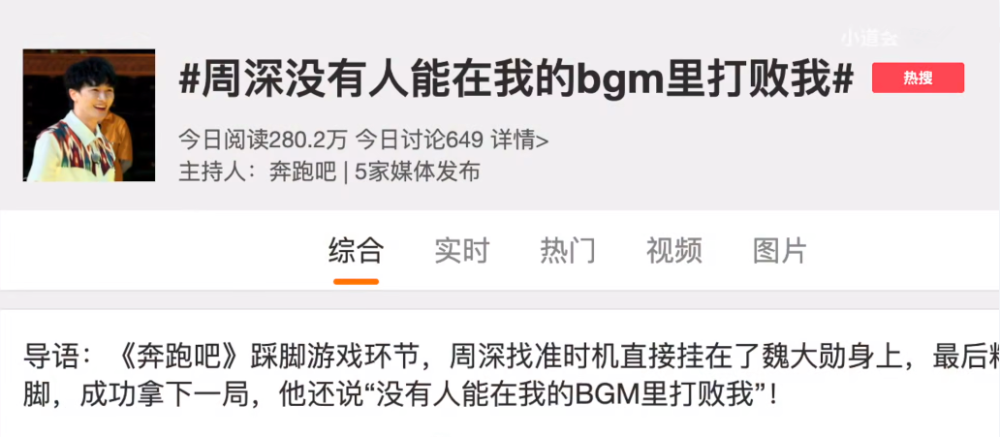 小道
#周深没有人能在我的bgm里打败我#
热搜
今日阅读280.2万 今日讨论649 详情>
主持人：奔跑吧 | 5家媒体发布
综合 实时 热门 视频 图片
导语：《奔跑吧》踩脚游戏环节，周深找准时机直接挂在了魏大勋身上，最后
脚，成功拿下一局，他还说“没有人能在我的BGM里打败我”！